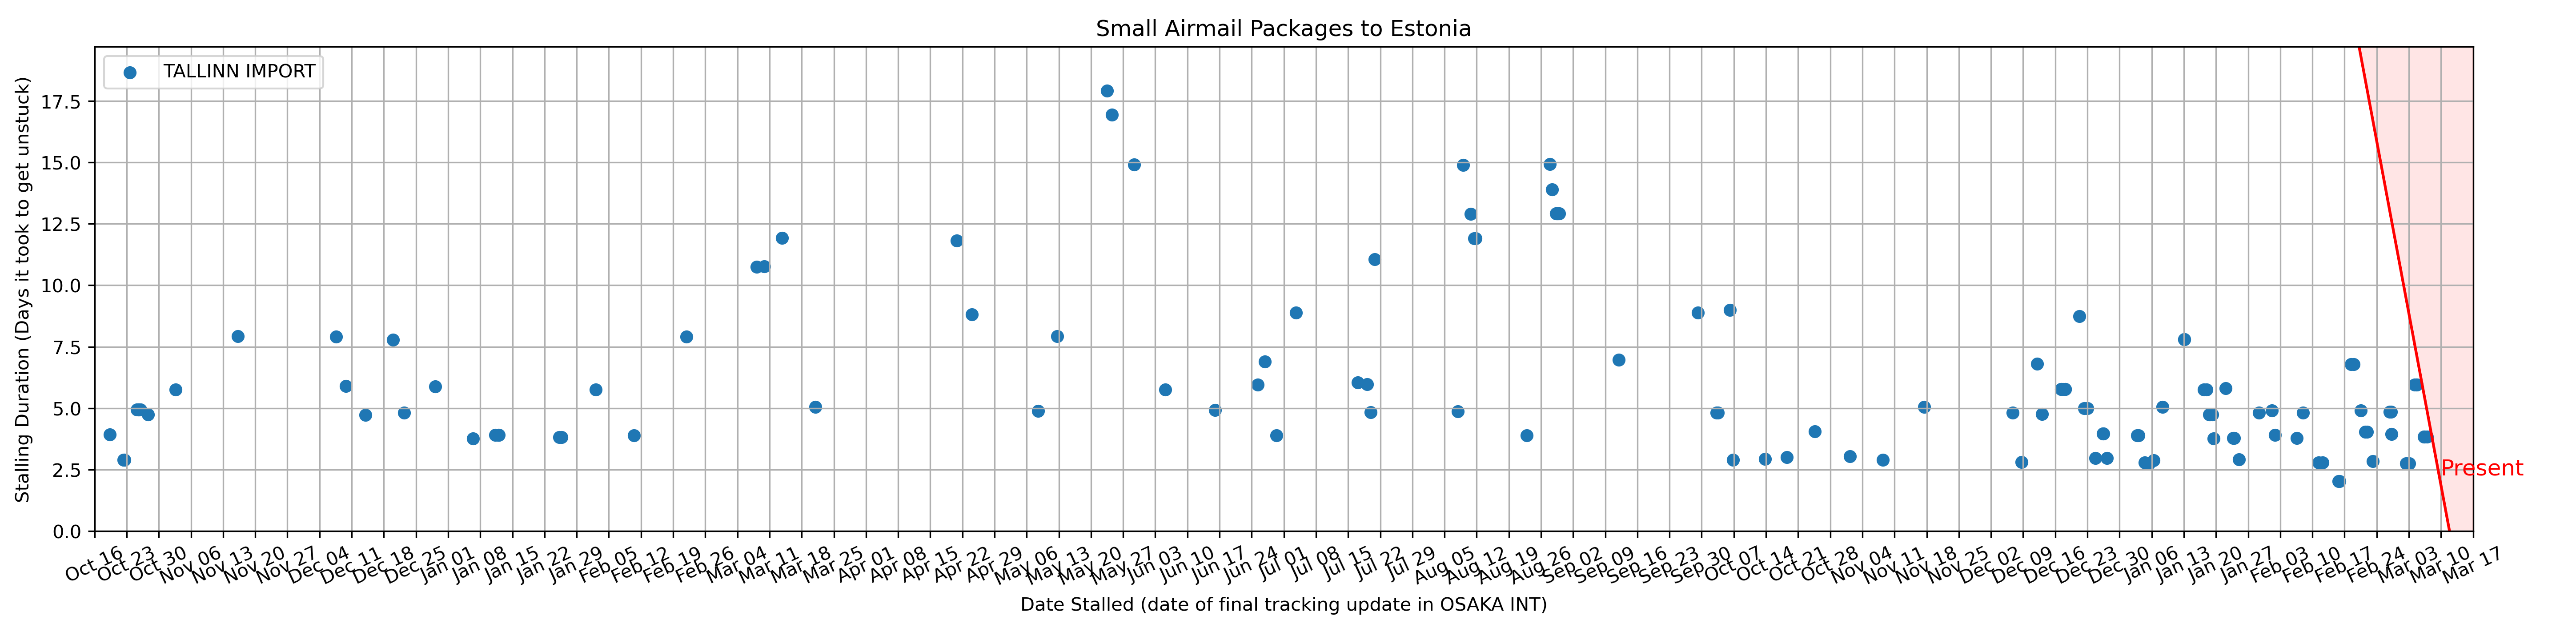 Small Airmail Packages to Estonia
TALLINN IMPORT
Stalling Duration (Days it took to get unstuck)
17.5
15.0
12.5
10.0
7.5
5.0
2.5
0.0
Present
Oct 16 Oct 23 Oct 30 Nov 06 Nov 13 Nov 20 Nov 27 Dec 04 Dec 11 Dec 18 Dec 25 Jan 01 Jan 08 Jan 15 Jan 22 Jan 29 Feb 05 Feb 12 Feb 19 Feb 26 Mar 04 Mar 11 Mar 18 Mar 25 Apr 01 Apr 08 Apr 15 Apr 22 Apr 29 May 06 May 13 May 20 May 27 Jun 03 Jun 10 Jun 17 Jun 24 Jul 01 Jul 08 Jul 15 Jul 22 Jul 29 Aug 05 Aug 12 Aug 19 Aug 26 Sep 02 Sep 09 Sep 16 Sep 23 Sep 30 Oct 07 Oct 14 Oct 21 Oct 28 Nov 04 Nov 11 Nov 18 Nov 25 Dec 02 Dec 09 Dec 16 Dec 23 Dec 30 Jan 06 Jan 13 Jan 20 Jan 27 Feb 03 Feb 10 Feb 17 Feb 24 Mar 03 Mar 10 Mar 17
Date Stalled (date of final tracking update in OSAKA INT)